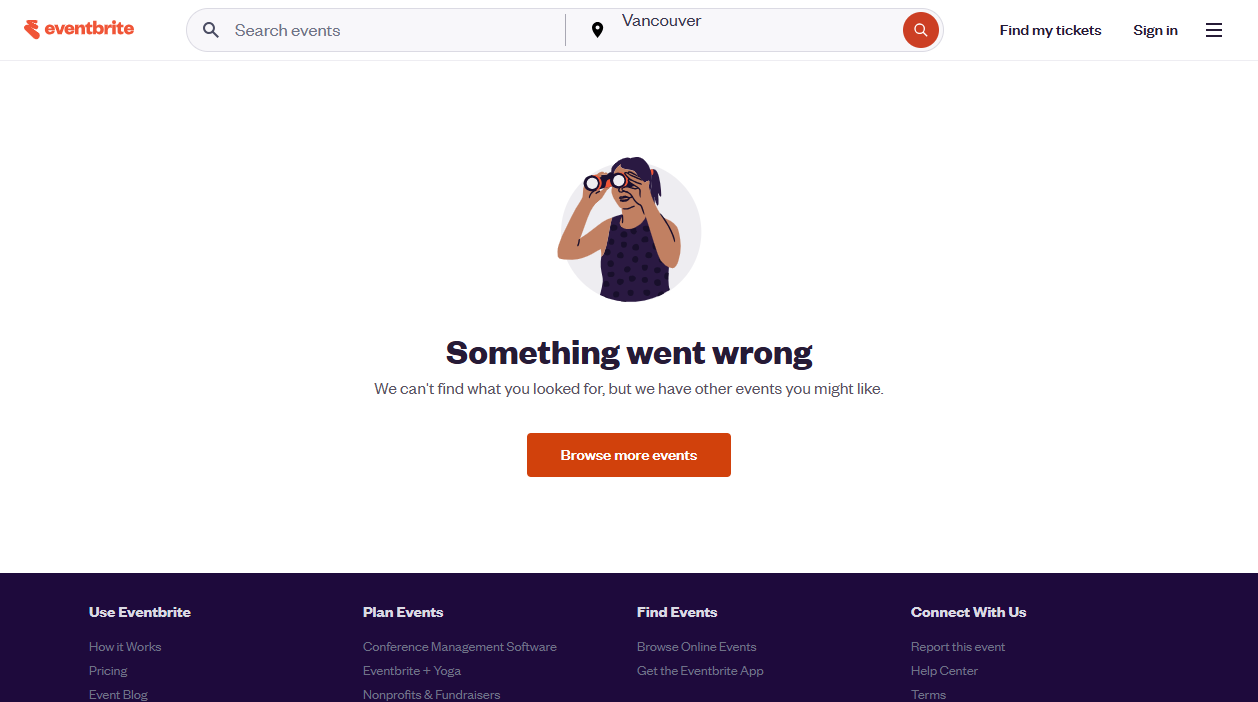 eventbrite
Search events
Vancouver
Find my tickets
Sign in
Something went wrong
We can't find what you looked for, but we have other events you might like.
Browse more events
Use Eventbrite
How it Works
Pricing
Event Blog
Plan Events
Conference Management Software
Eventbrite + Yoga
Nonprofits & Fundraisers
Find Events
Browse Online Events
Get the Eventbrite App
Connect With Us
Report this event
Help Center
Terms